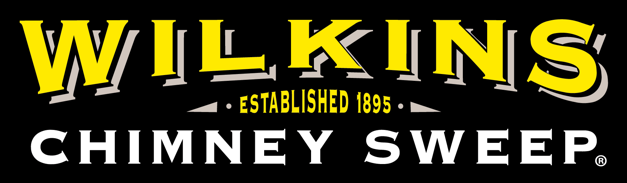 WILKINS
• ESTABLISHED 1895 •
CHIMNEY SWEEP®